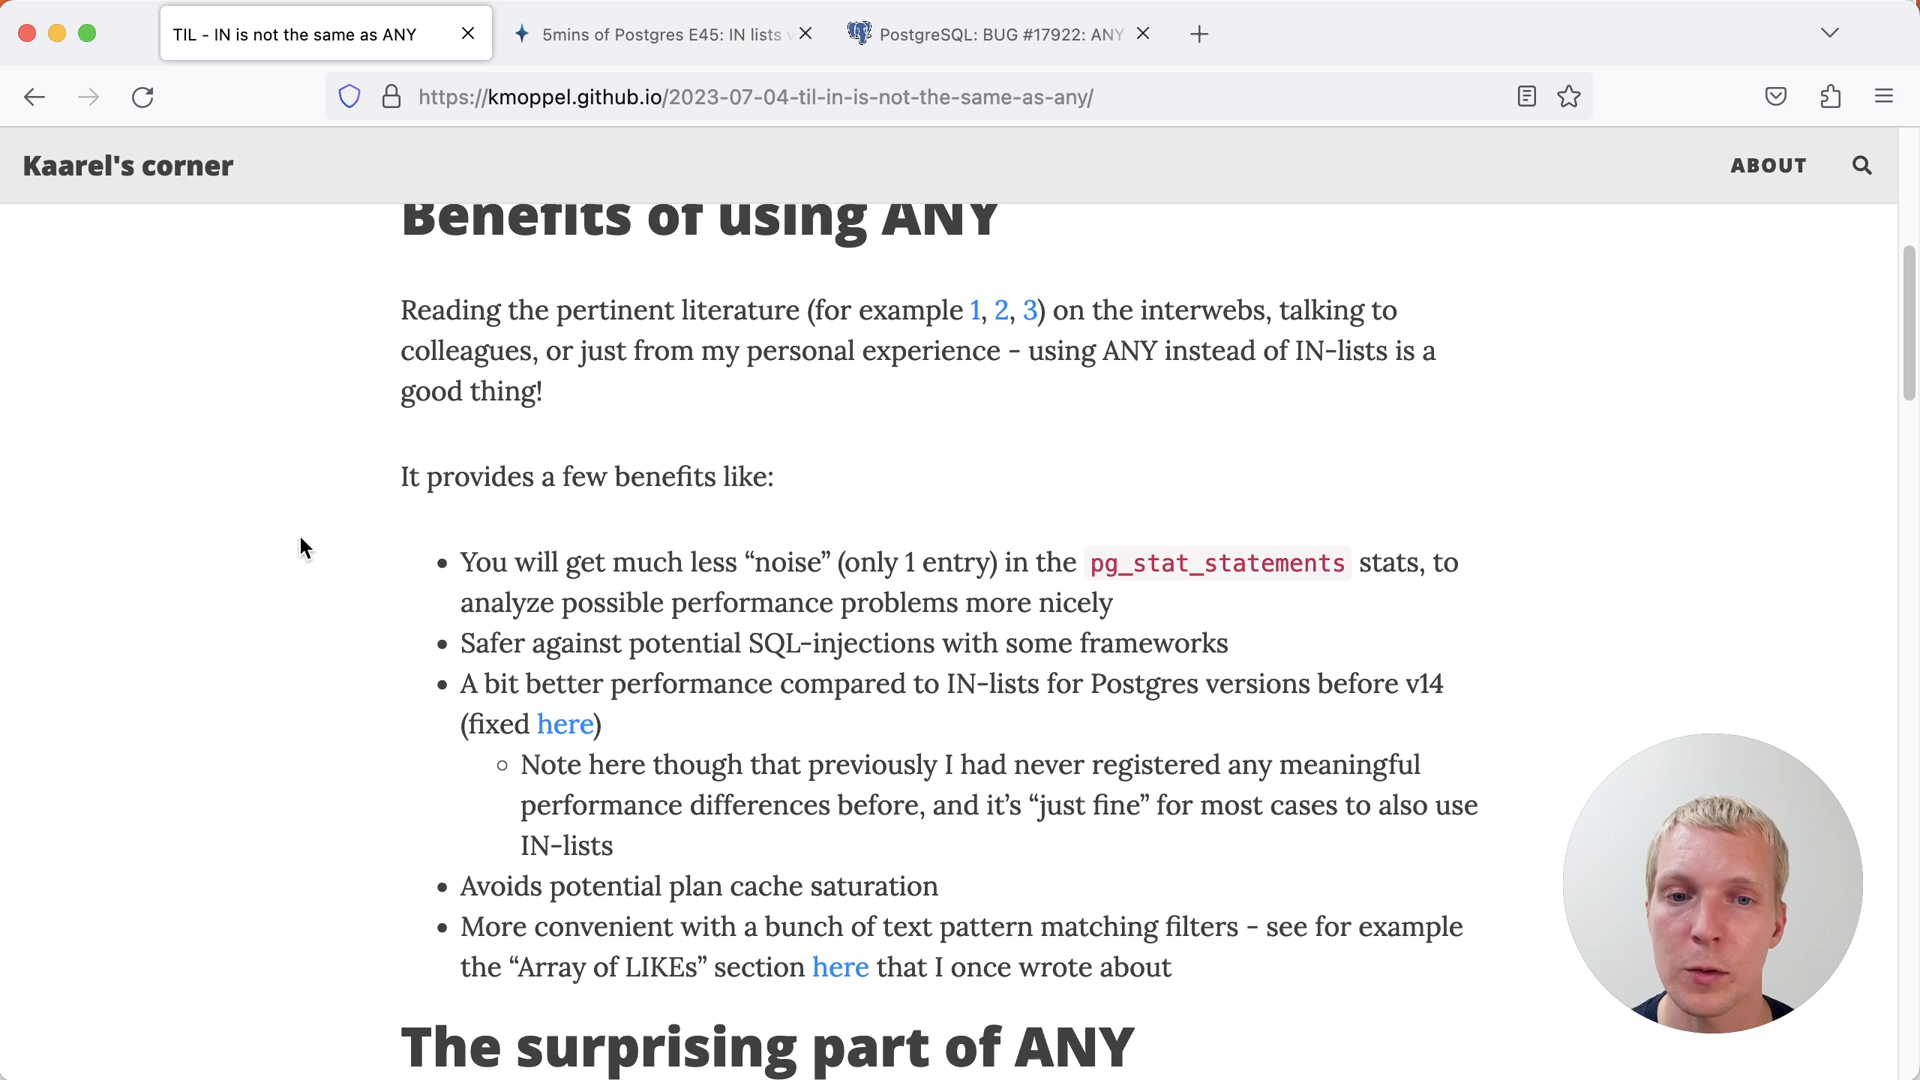 TIL - IN is not the same as ANY
5mins of Postgres E45: IN lists
PostgreSQL: BUG #17922: ANY
https://kmoppel.github.io/2023-07-04-til-in-is-not-the-same-as-any/
Kaarel's corner
ABOUT
Benefits of using ANY
Reading the pertinent literature (for example 1, 2, 3) on the interwebs, talking to
colleagues, or just from my personal experience - using ANY instead of IN-lists is a
good thing!
It provides a few benefits like:
• You will get much less “noise” (only 1 entry) in the pg_stat_statements stats, to
analyze possible performance problems more nicely
• Safer against potential SQL-injections with some frameworks
• A bit better performance compared to IN-lists for Postgres versions before v14
(fixed here)
◦ Note here though that previously I had never registered any meaningful
performance differences before, and it’s “just fine” for most cases to also use
IN-lists
• Avoids potential plan cache saturation
• More convenient with a bunch of text pattern matching filters - see for example
the “Array of LIKEs” section here that I once wrote about
The surprising part of ANY